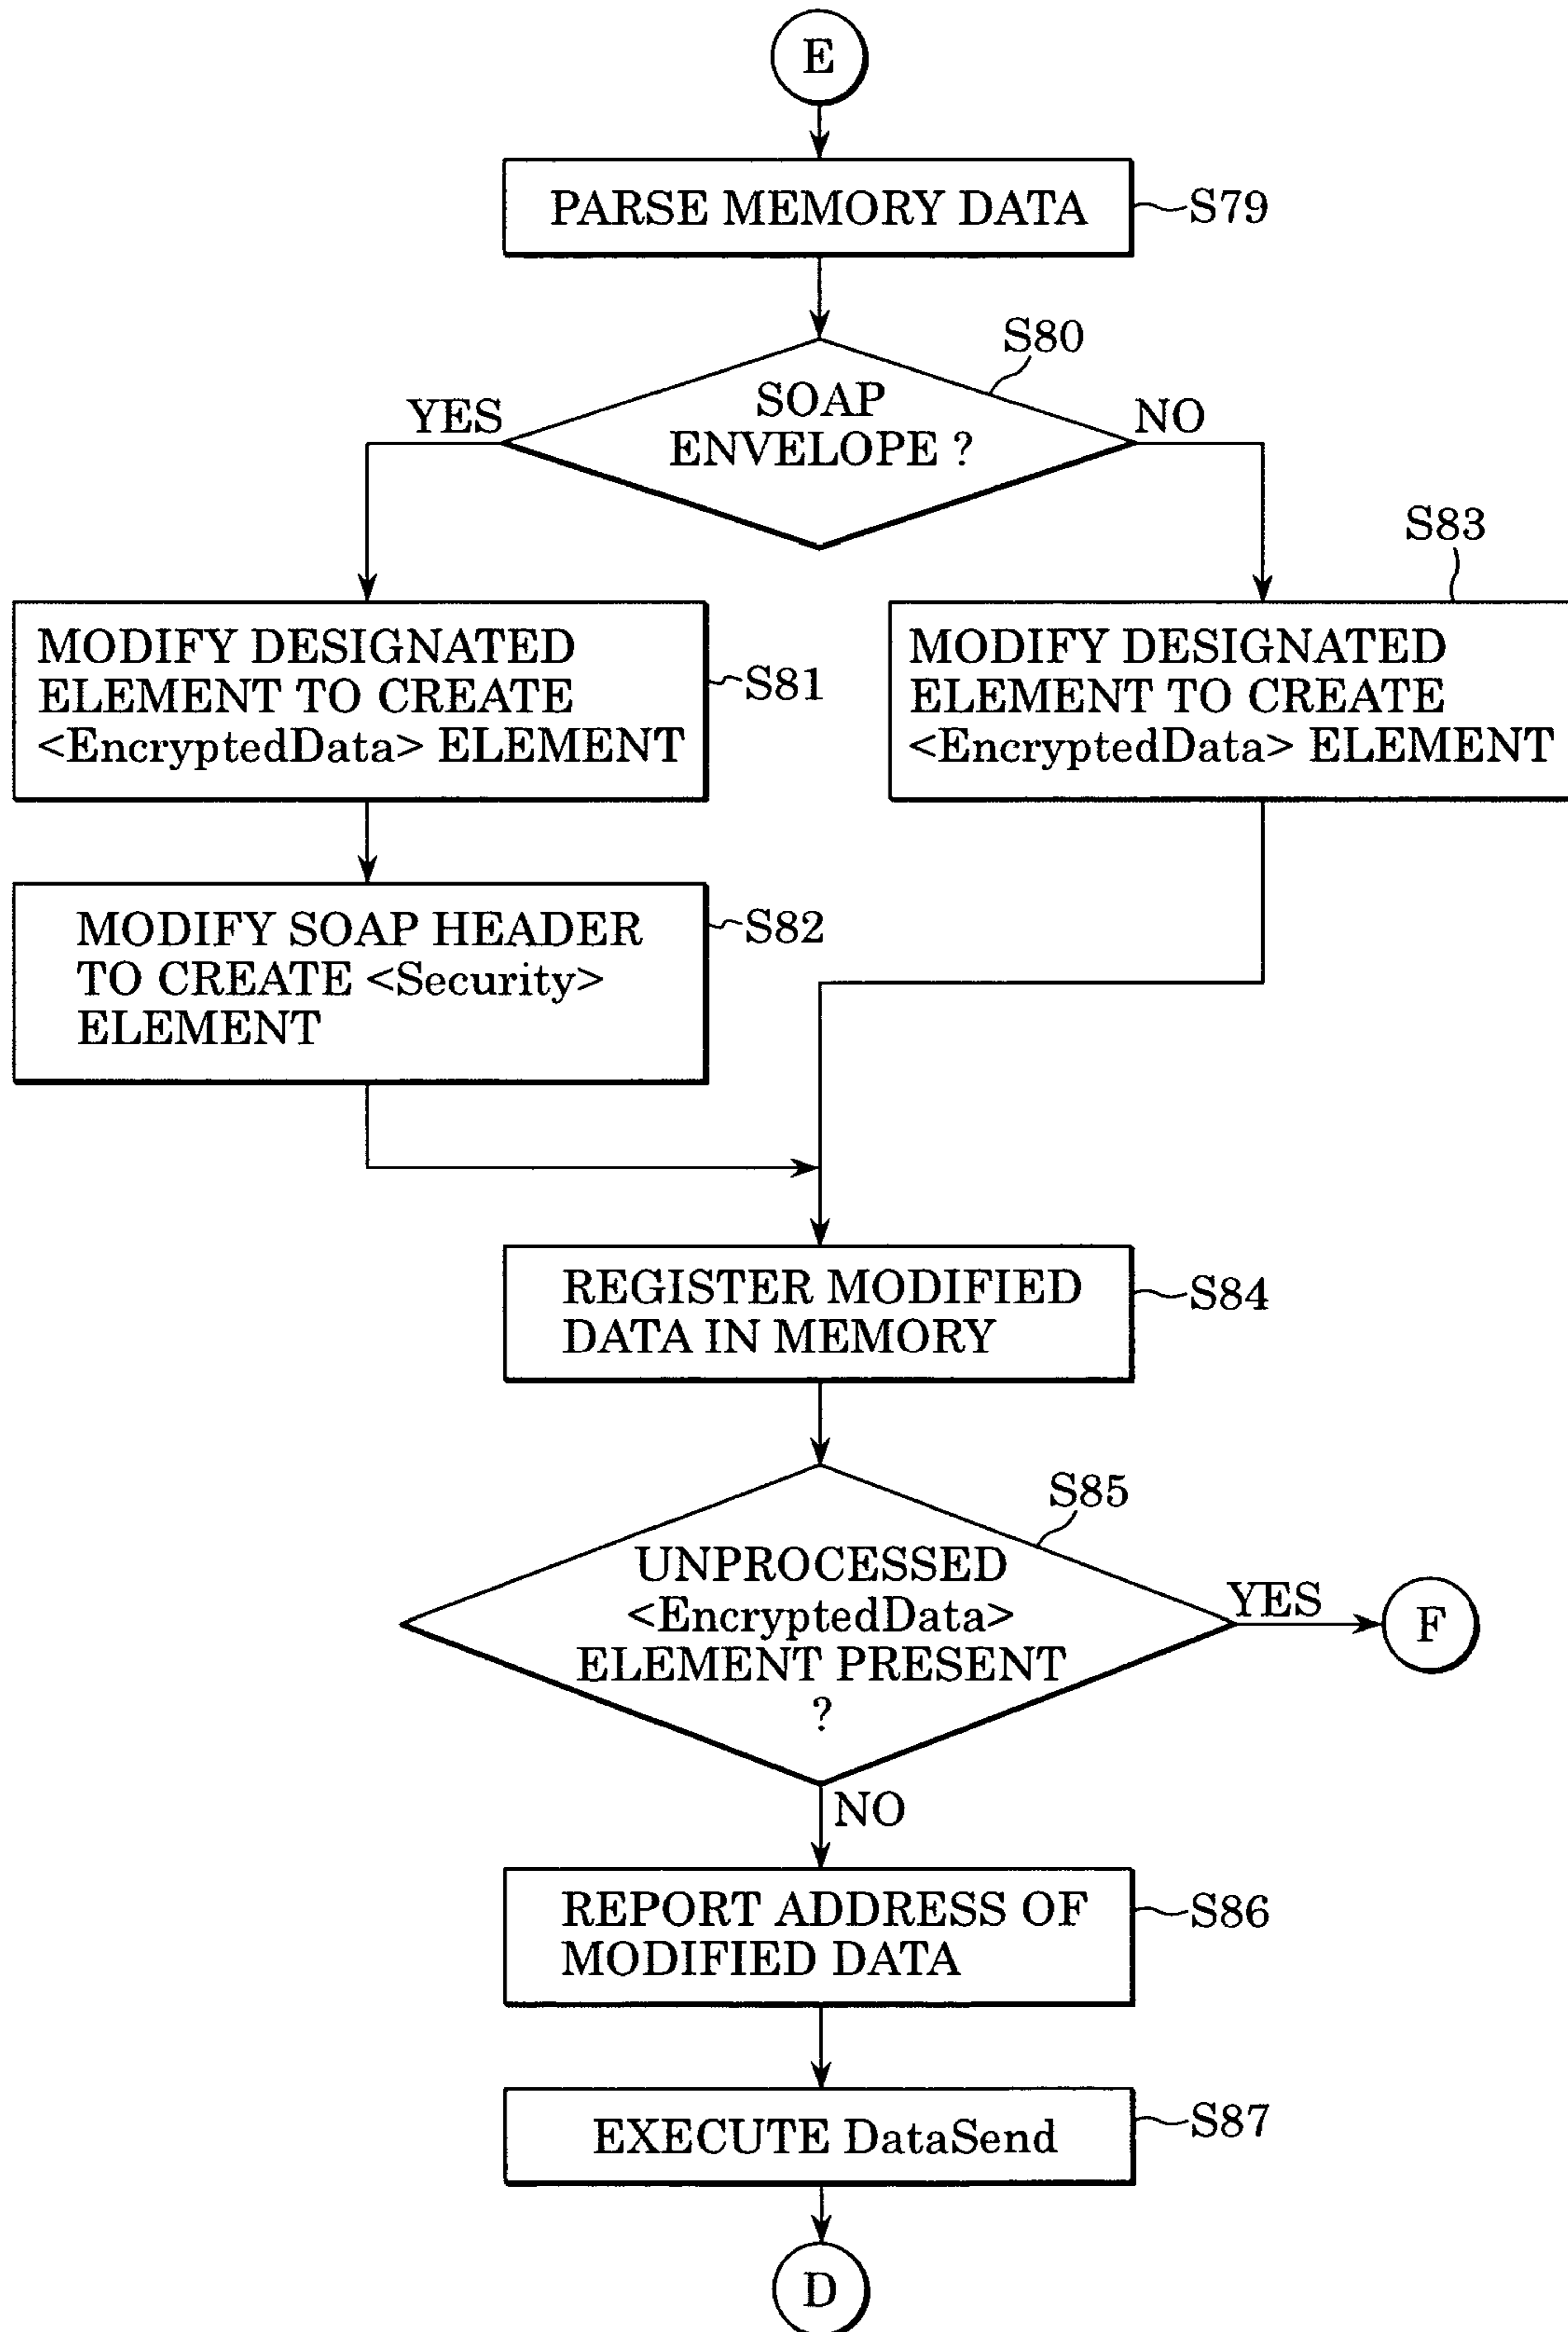 E
PARSE MEMORY DATA
S79
S80
SOAP
ENVELOPE ?
YES
NO
S83
MODIFY DESIGNATED
ELEMENT TO CREATE
<EncryptedData> ELEMENT
S81
MODIFY DESIGNATED
ELEMENT TO CREATE
<EncryptedData> ELEMENT
MODIFY SOAP HEADER
TO CREATE <Security>
ELEMENT
S82
REGISTER MODIFIED
DATA IN MEMORY
S84
S85
UNPROCESSED
<EncryptedData>
ELEMENT PRESENT
?
YES
F
NO
REPORT ADDRESS OF
MODIFIED DATA
S86
EXECUTE DataSend
S87
D